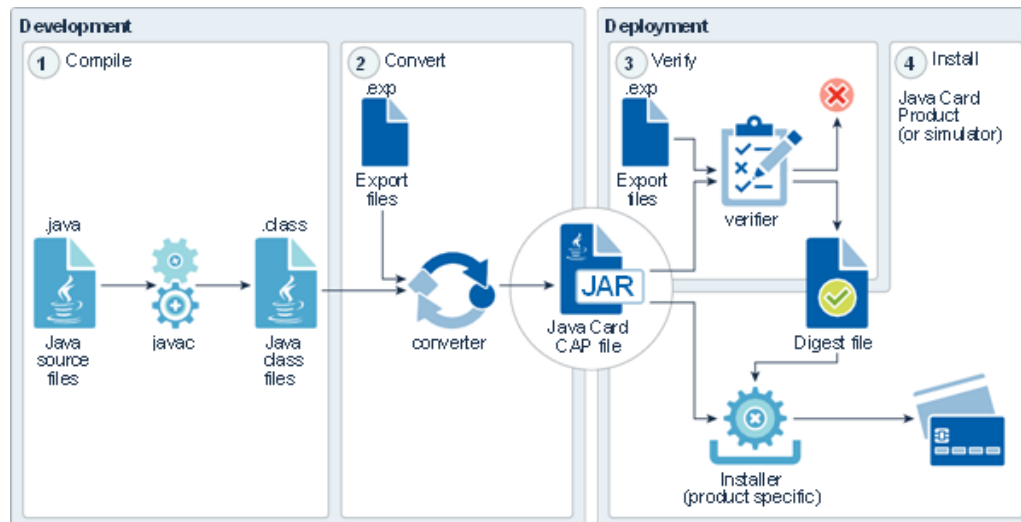 Development
1 Compile
.java
Java
source
files
javac
.class
Java
class
files
2 Convert
.exp
Export
files
converter
JAR
Java Card
CAP file
Deployment
3 Verify
.exp
Export
files
verifier
Digest file
4 Install
Java Card
Product
(or simulator)
Installer
(product specific)